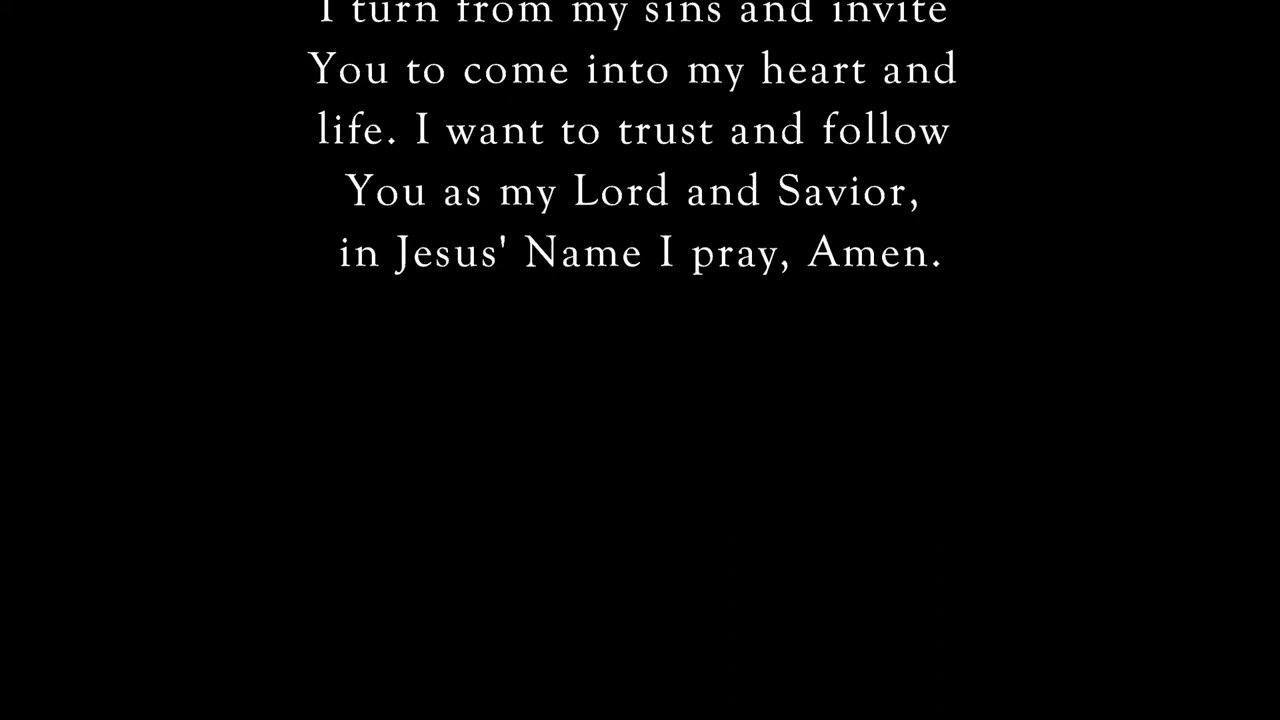 I turn from my sins and invite
You to come into my heart and
life. I want to trust and follow
You as my Lord and Savior,
in Jesus' Name I pray, Amen.